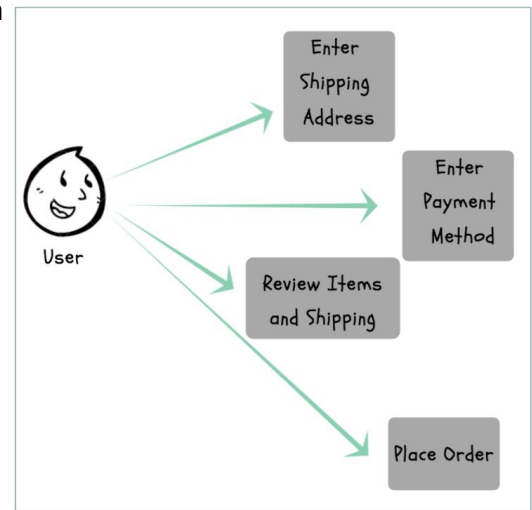 n
Enter
Shipping
Address
Enter
Payment
Method
User
Review Items
and Shipping
Place Order